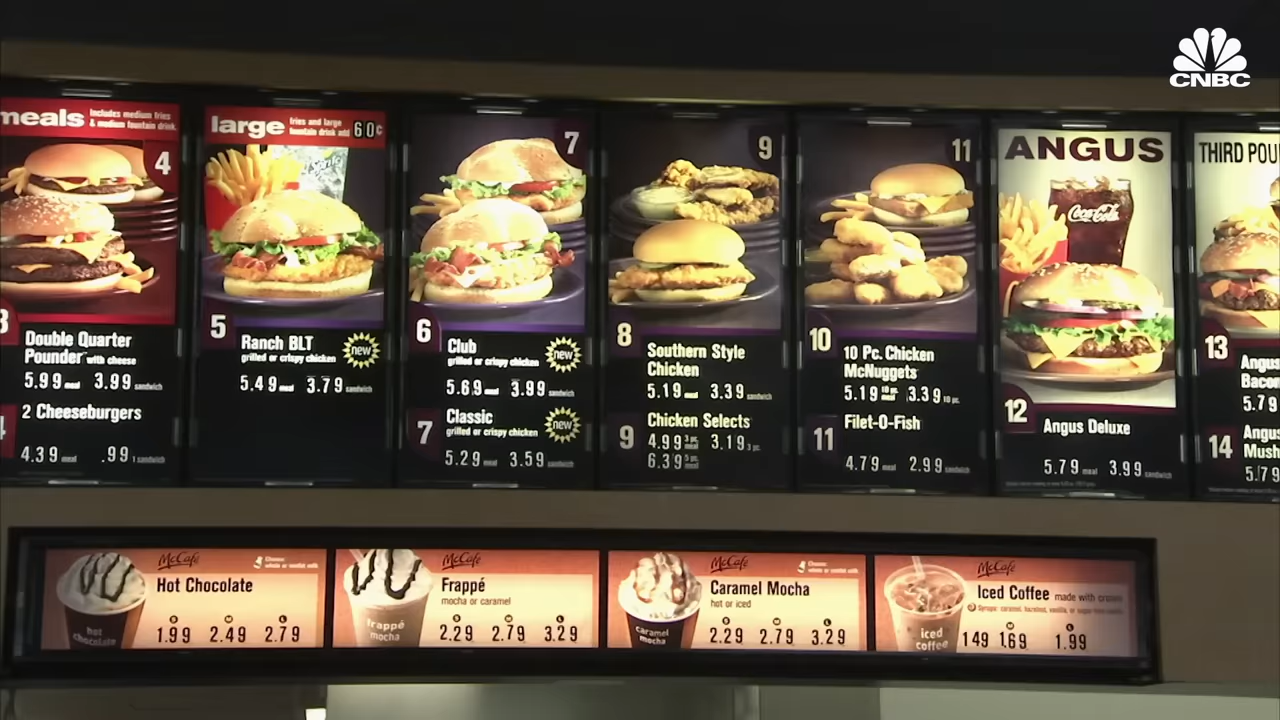 CNBC
meals Includes medium fries
& medium fountain drink.
4
3
Double Quarter
Pounder with cheese
5.99 meal 3.99 sandwich
2 Cheeseburgers
4.39 meal .99 1 sandwich
large fries and large
fountain drink add 60¢
5
Ranch BLT
grilled or crispy chicken
new
5.49 meal 3.79 sandwich
7
6
Club
grilled or crispy chicken
new
5.69 meal 3.99 sandwich
7
Classic
grilled or crispy chicken
new
5.29 meal 3.59 sandwich
9
8
Southern Style
Chicken
5.19 meal 3.39 sandwich
9
Chicken Selects
4.99 3 pc. meal 3.19 3 pc.
6.39 5 pc. meal
11
10
10 Pc. Chicken
McNuggets
5.19 10 pc. meal 3.39 10 pc.
11
Filet-O-Fish
4.79 meal 2.99 sandwich
ANGUS
Coca-Cola
12
Angus Deluxe
5.79 meal 3.99 sandwich
THIRD POU
13
Angus
Baco
5.79
14
Angus
Mush
5.79
McCafé
Hot Chocolate
S M L
1.99 2.49 2.79
hot
chocolate
McCafé
Frappé
mocha or caramel
S M L
2.29 2.79 3.29
frappé
mocha
McCafé
Caramel Mocha
hot or iced
S M L
2.29 2.79 3.29
caramel
mocha
McCafé
Iced Coffee made with cream
S M L
1.49 1.69 1.99
iced
coffee